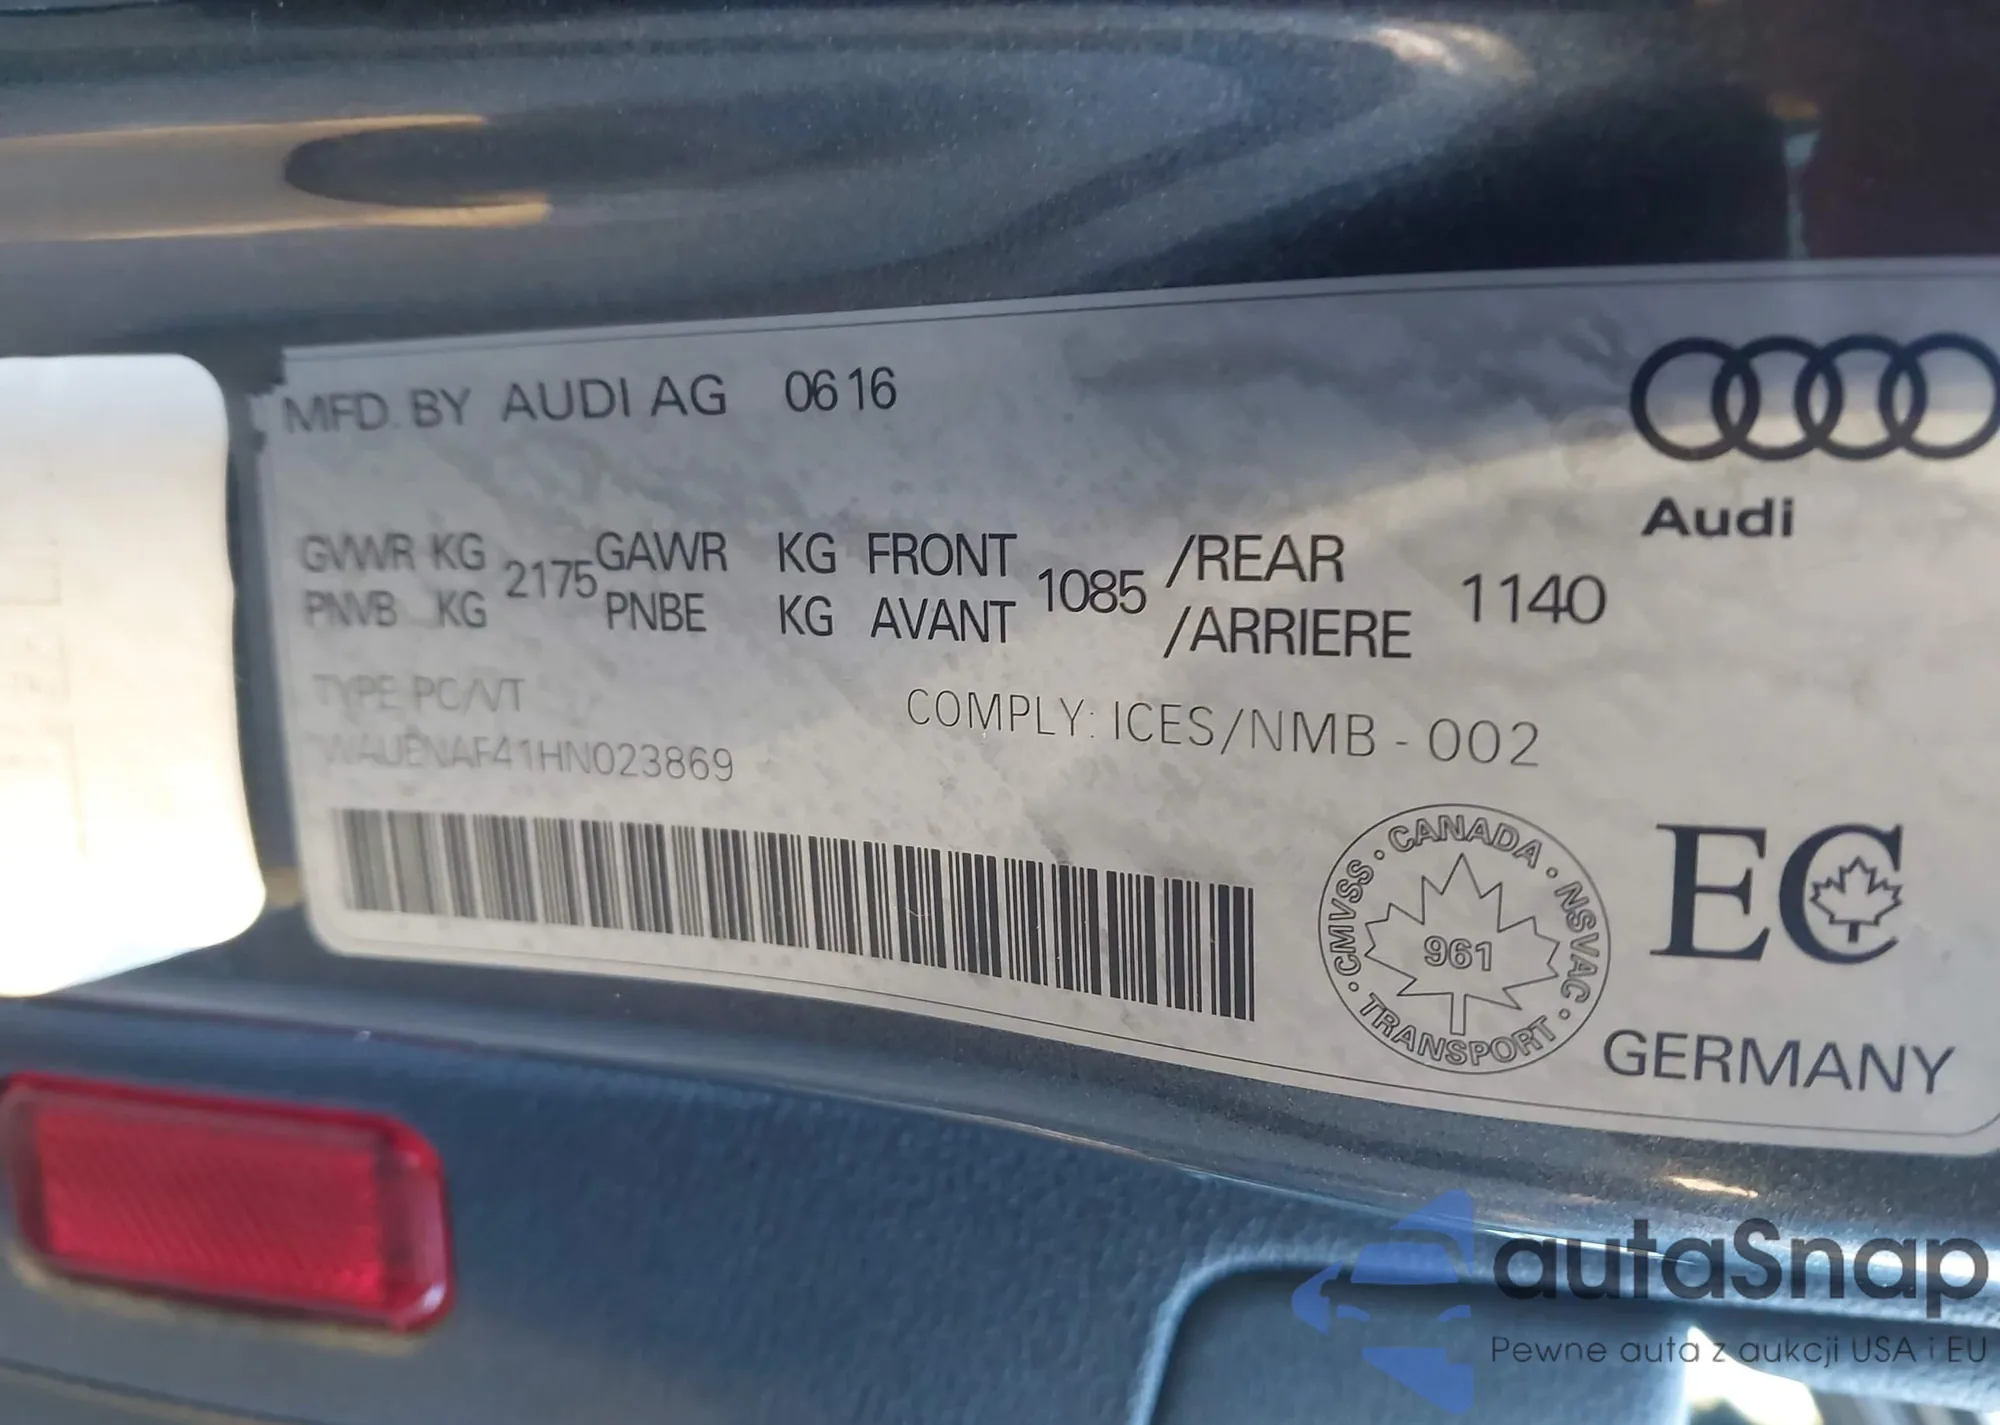 MFD. BY AUDI AG 0616
Audi
GVWR KG 2175 GAWR KG FRONT 1085 /REAR 1140
PNVB KG PNBE KG AVANT /ARRIERE
TYPE PC/VT
WAUENAF41HN023869
COMPLY: ICES/NMB - 002
CANADA · NSVAC · TRANSPORT · CMVSS ·
961
EC
GERMANY
autaSnap
Pewne auta z aukcji USA i EU